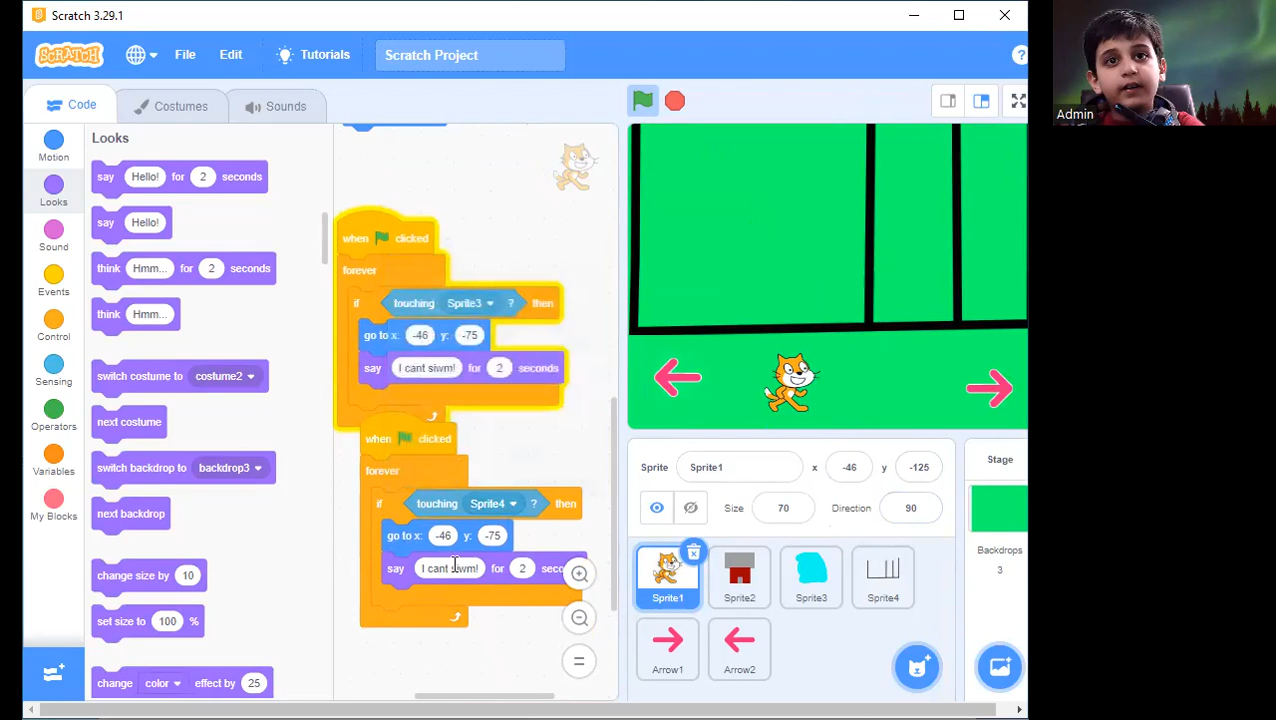 Scratch 3.29.1
SCRATCH File Edit Tutorials Scratch Project ?
Code Costumes Sounds
Motion
Looks
Sound
Events
Control
Sensing
Operators
Variables
My Blocks
Looks
say Hello! for 2 seconds
say Hello!
think Hmm... for 2 seconds
think Hmm...
switch costume to costume2
next costume
switch backdrop to backdrop3
next backdrop
change size by 10
set size to 100 %
change color effect by 25
when clicked
forever
if touching Sprite3 ? then
go to x: -46 y: -75
say I cant siwm! for 2 seconds
when clicked
forever
if touching Sprite4 ? then
go to x: -46 y: -75
say I cant siwm! for 2 seco
=
Sprite Sprite1 x -46 y -125
Size 70 Direction 90
Sprite1 Sprite2 Sprite3 Sprite4
Arrow1 Arrow2
Stage
Backdrops
3
Admin